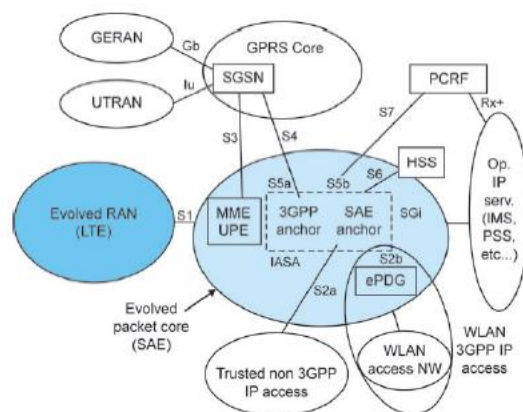 GERAN
Gb
GPRS Core
SGSN
PCRF
UTRAN
Iu
Rx+
S7
S3
S4
HSS
Op.
IP
serv.
(IMS,
PSS,
etc...)
S6
S5a
S5b
Evolved RAN
(LTE)
S1
MME
UPE
3GPP
anchor
SAE
anchor
SGi
IASA
S2b
ePDG
S2a
Evolved
packet core
(SAE)
WLAN
3GPP IP
access
WLAN
access NW
Trusted non 3GPP
IP access